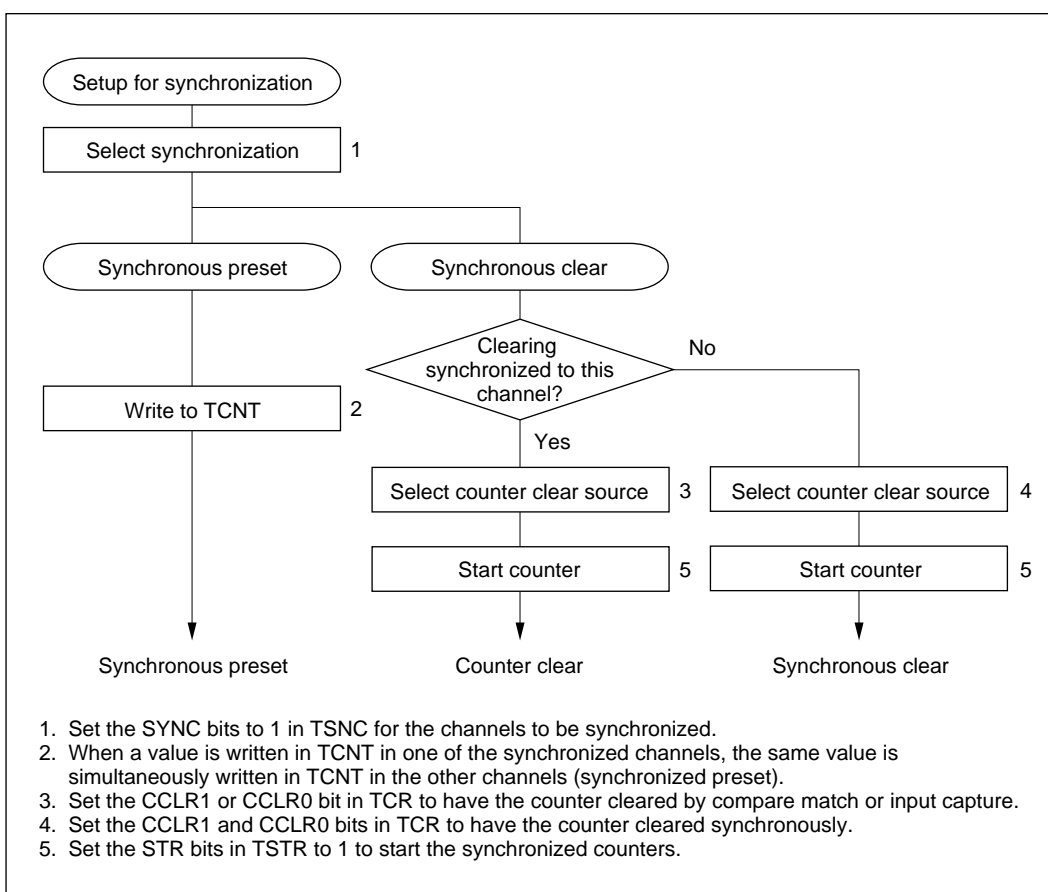 Setup for synchronization
Select synchronization 1
Synchronous preset
Synchronous clear
Clearing
synchronized to this
channel?
No
Write to TCNT 2
Yes
Select counter clear source 3
Select counter clear source 4
Start counter 5
Start counter 5
Synchronous preset
Counter clear
Synchronous clear
1. Set the SYNC bits to 1 in TSNC for the channels to be synchronized.
2. When a value is written in TCNT in one of the synchronized channels, the same value is
simultaneously written in TCNT in the other channels (synchronized preset).
3. Set the CCLR1 or CCLR0 bit in TCR to have the counter cleared by compare match or input capture.
4. Set the CCLR1 and CCLR0 bits in TCR to have the counter cleared synchronously.
5. Set the STR bits in TSTR to 1 to start the synchronized counters.